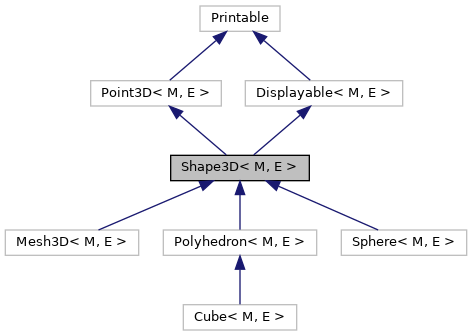 Printable
Point3D< M, E >
Displayable< M, E >
Shape3D< M, E >
Mesh3D< M, E >
Polyhedron< M, E >
Sphere< M, E >
Cube< M, E >